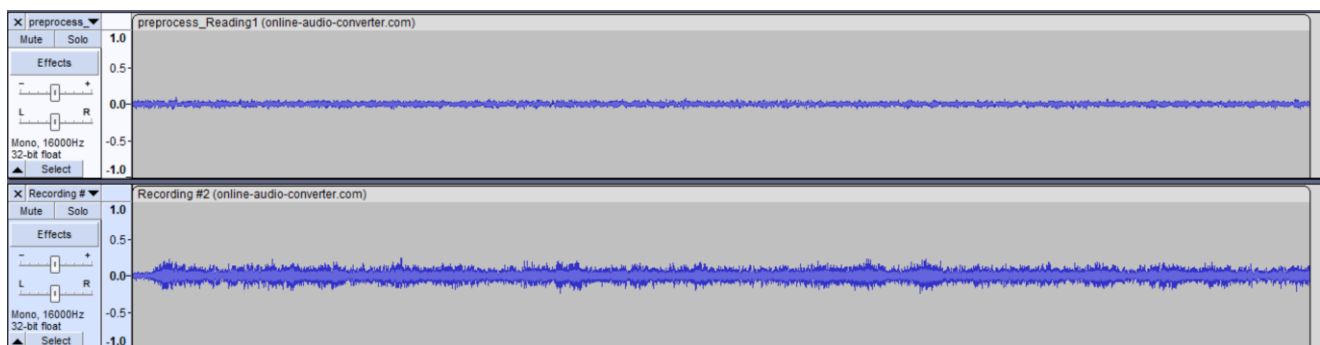 × preprocess_▼ preprocess_Reading1 (online-audio-converter.com)
Mute Solo 1.0
Effects 0.5-
- +
0.0-
L R
Mono, 16000Hz -0.5-
32-bit float
▲ Select -1.0
× Recording #▼ Recording #2 (online-audio-converter.com)
Mute Solo 1.0
Effects 0.5-
- +
0.0-
L R
Mono, 16000Hz -0.5-
32-bit float
▲ Select -1.0